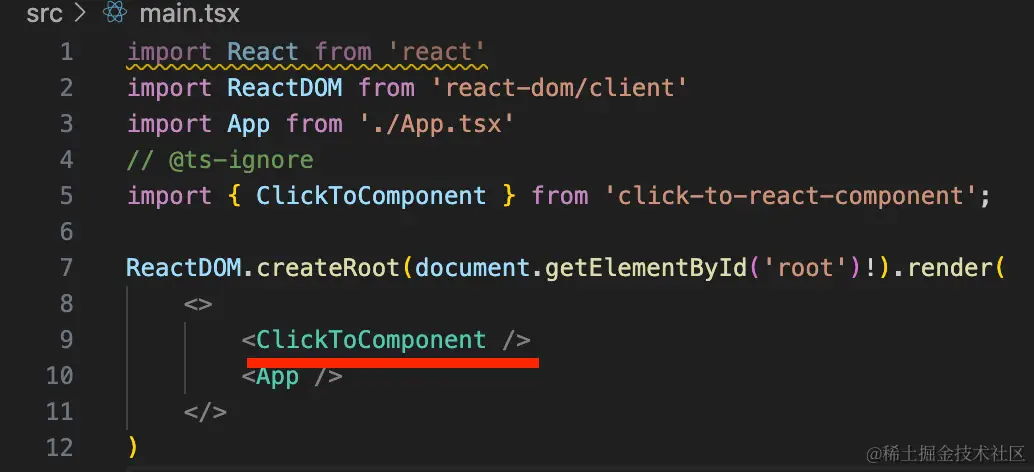 src > main.tsx
1 import React from 'react'
2 import ReactDOM from 'react-dom/client'
3 import App from './App.tsx'
4 // @ts-ignore
5 import { ClickToComponent } from 'click-to-react-component';
6
7 ReactDOM.createRoot(document.getElementById('root')!).render(
8     <>
9         <ClickToComponent />
10         <App />
11     </>
12 )
@稀土掘金技术社区